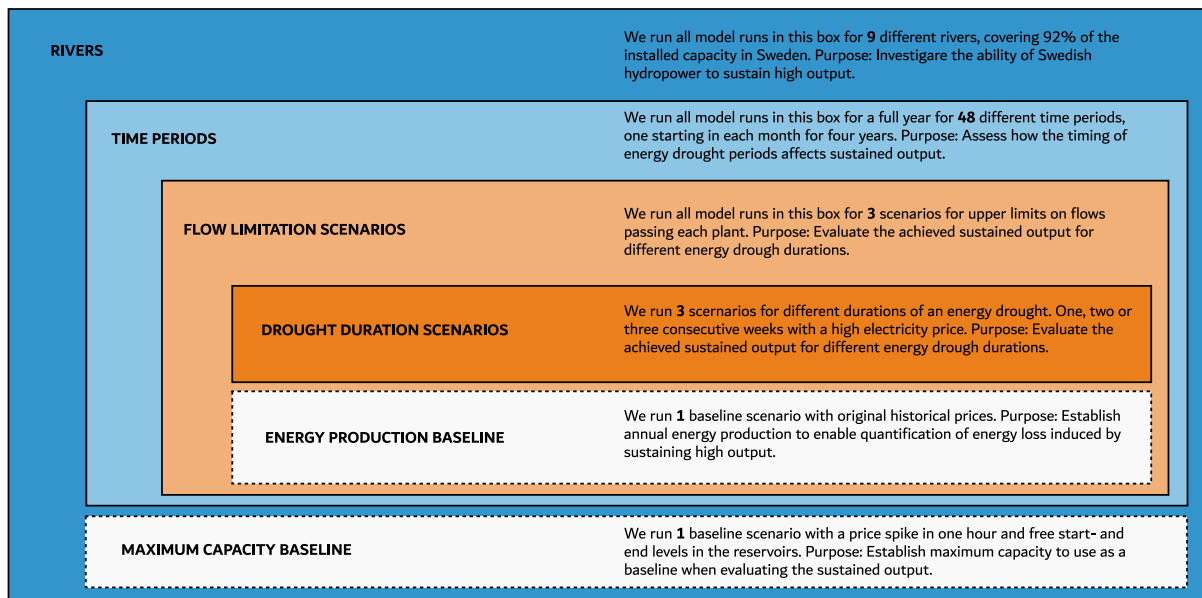 RIVERS
We run all model runs in this box for 9 different rivers, covering 92% of the
installed capacity in Sweden. Purpose: Investigare the ability of Swedish
hydropower to sustain high output.
TIME PERIODS
We run all model runs in this box for a full year for 48 different time periods,
one starting in each month for four years. Purpose: Assess how the timing of
energy drought periods affects sustained output.
FLOW LIMITATION SCENARIOS
We run all model runs in this box for 3 scenarios for upper limits on flows
passing each plant. Purpose: Evaluate the achieved sustained output for
different energy drough durations.
DROUGHT DURATION SCENARIOS
We run 3 scernarios for different durations of an energy drought. One, two or
three consecutive weeks with a high electricity price. Purpose: Evaluate the
achieved sustained output for different energy drough durations.
ENERGY PRODUCTION BASELINE
We run 1 baseline scenario with original historical prices. Purpose: Establish
annual energy production to enable quantification of energy loss induced by
sustaining high output.
MAXIMUM CAPACITY BASELINE
We run 1 baseline scenario with a price spike in one hour and free start- and
end levels in the reservoirs. Purpose: Establish maximum capacity to use as a
baseline when evaluating the sustained output.